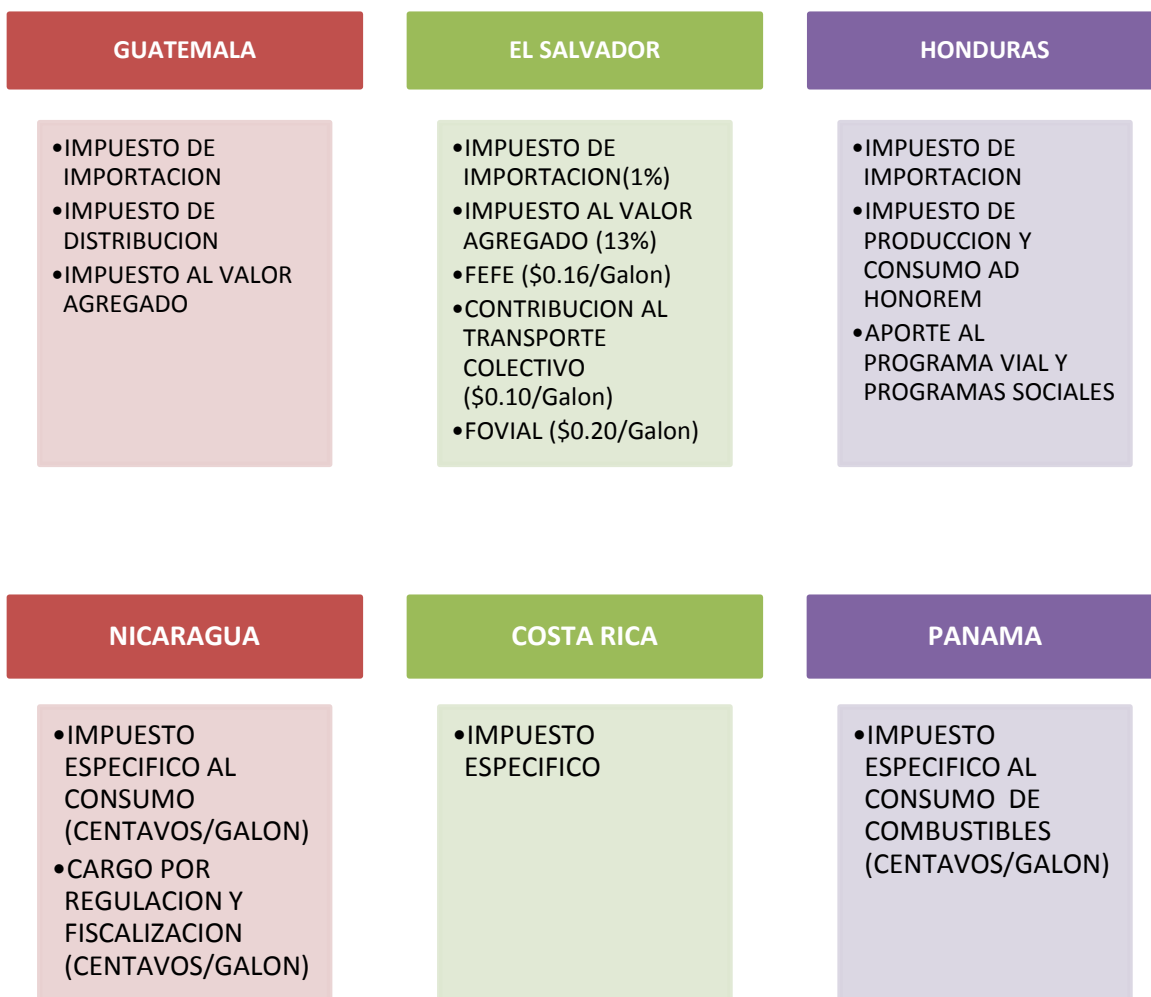 GUATEMALA
•IMPUESTO DE
IMPORTACION
•IMPUESTO DE
DISTRIBUCION
•IMPUESTO AL VALOR
AGREGADO
EL SALVADOR
•IMPUESTO DE
IMPORTACION(1%)
•IMPUESTO AL VALOR
AGREGADO (13%)
•FEFE ($0.16/Galon)
•CONTRIBUCION AL
TRANSPORTE
COLECTIVO
($0.10/Galon)
•FOVIAL ($0.20/Galon)
HONDURAS
•IMPUESTO DE
IMPORTACION
•IMPUESTO DE
PRODUCCION Y
CONSUMO AD
HONOREM
•APORTE AL
PROGRAMA VIAL Y
PROGRAMAS SOCIALES
NICARAGUA
•IMPUESTO
ESPECIFICO AL
CONSUMO
(CENTAVOS/GALON)
•CARGO POR
REGULACION Y
FISCALIZACION
(CENTAVOS/GALON)
COSTA RICA
•IMPUESTO
ESPECIFICO
PANAMA
•IMPUESTO
ESPECIFICO AL
CONSUMO DE
COMBUSTIBLES
(CENTAVOS/GALON)